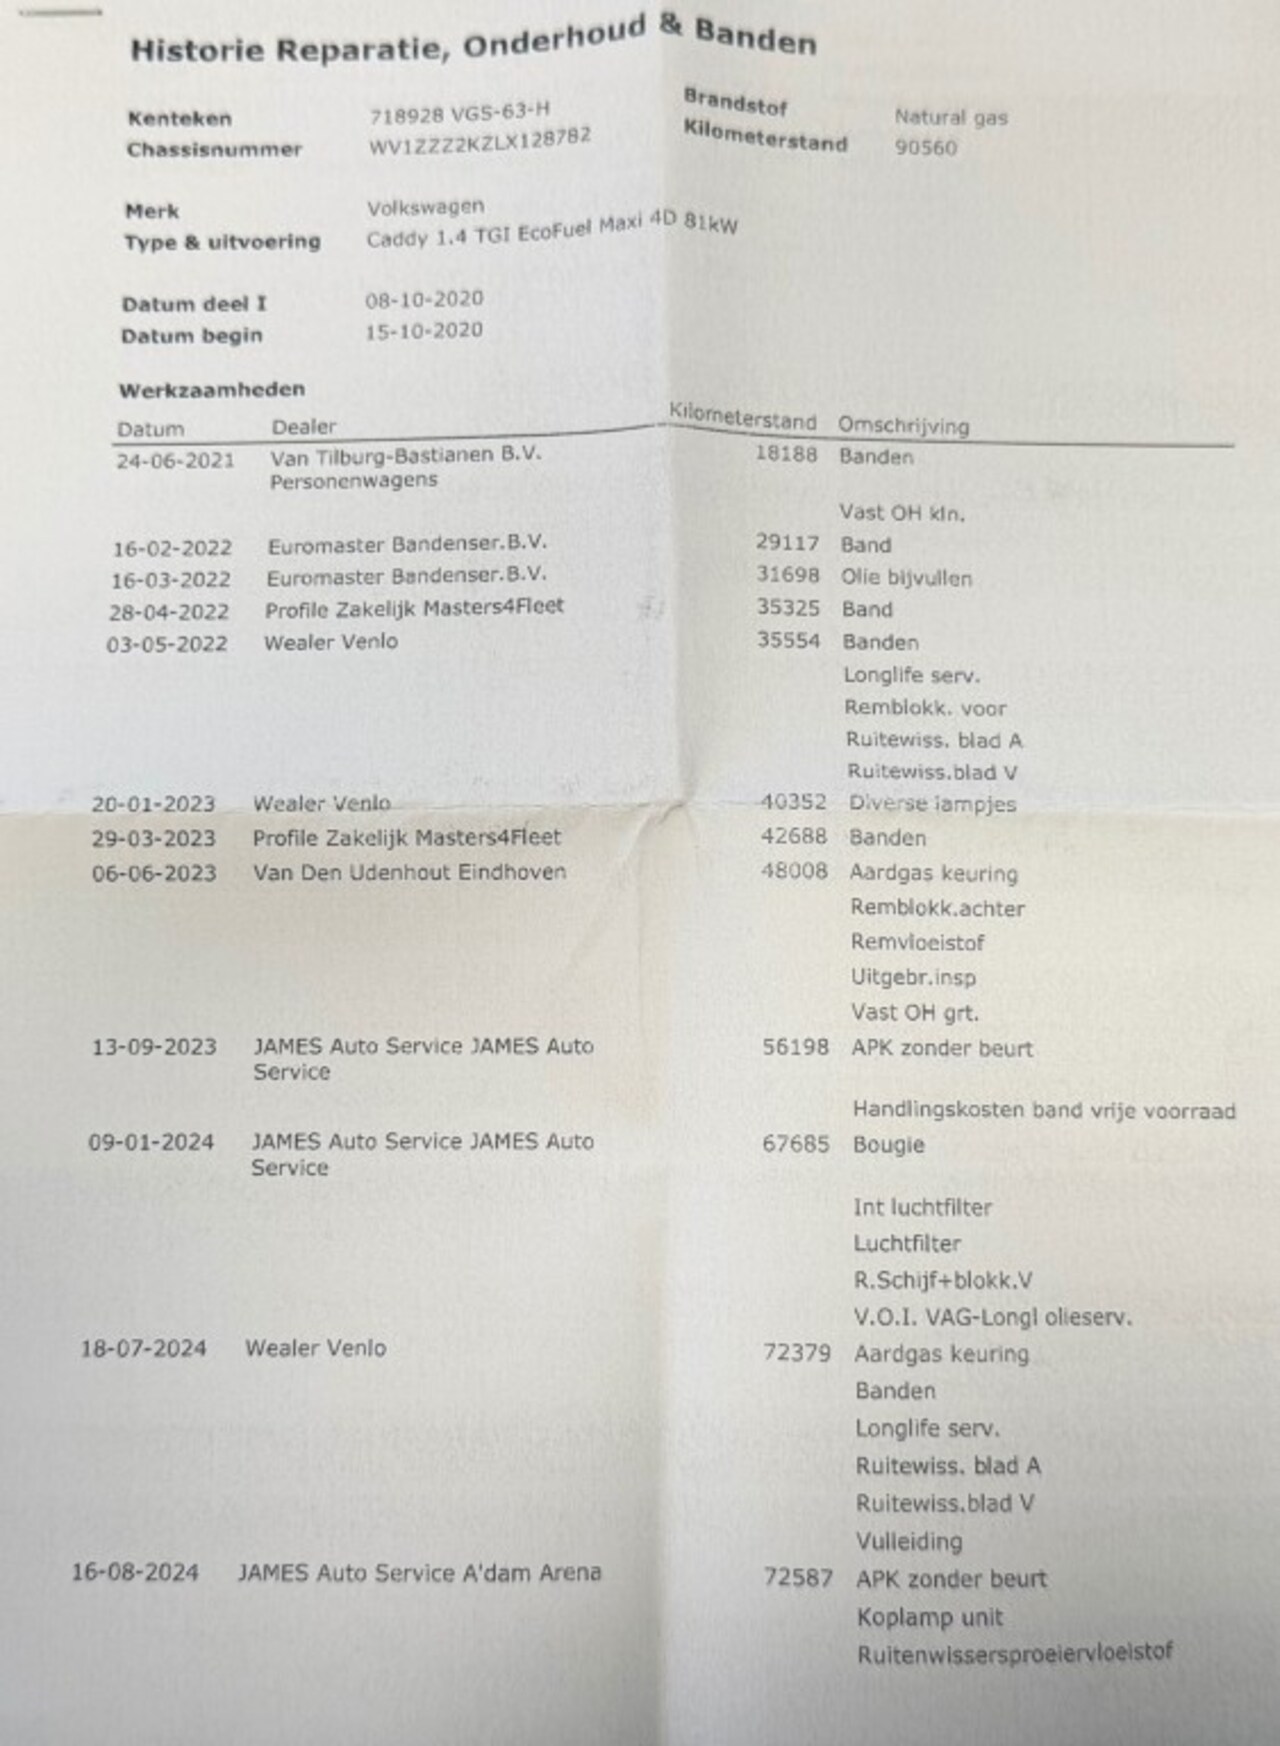 Historie Reparatie, Onderhoud & Banden
Kenteken 718928 VGS-63-H Brandstof Natural gas
Chassisnummer WV1ZZZ2KZLX128782 Kilometerstand 90560
Merk Volkswagen
Type & uitvoering Caddy 1.4 TGI EcoFuel Maxi 4D 81kW
Datum deel I 08-10-2020
Datum begin 15-10-2020
Werkzaamheden
Datum Dealer Kilometerstand Omschrijving
24-06-2021 Van Tilburg-Bastianen B.V. 18188 Banden
Personenwagens
Vast OH kln.
16-02-2022 Euromaster Bandenser.B.V. 29117 Band
16-03-2022 Euromaster Bandenser.B.V. 31698 Olie bijvullen
28-04-2022 Profile Zakelijk Masters4Fleet 35325 Band
03-05-2022 Wealer Venlo 35554 Banden
Longlife serv.
Remblokk. voor
Ruitewiss. blad A
Ruitewiss.blad V
20-01-2023 Wealer Venlo 40352 Diverse lampjes
29-03-2023 Profile Zakelijk Masters4Fleet 42688 Banden
06-06-2023 Van Den Udenhout Eindhoven 48008 Aardgas keuring
Remblokk.achter
Remvloeistof
Uitgebr.insp
Vast OH grt.
13-09-2023 JAMES Auto Service JAMES Auto 56198 APK zonder beurt
Service
Handlingskosten band vrije voorraad
09-01-2024 JAMES Auto Service JAMES Auto 67685 Bougie
Service
Int luchtfilter
Luchtfilter
R.Schijf+blokk.V
V.O.I. VAG-Longl olieserv.
18-07-2024 Wealer Venlo 72379 Aardgas keuring
Banden
Longlife serv.
Ruitewiss. blad A
Ruitewiss.blad V
Vulleiding
16-08-2024 JAMES Auto Service A'dam Arena 72587 APK zonder beurt
Koplamp unit
Ruitenwissersproeiervloeistof